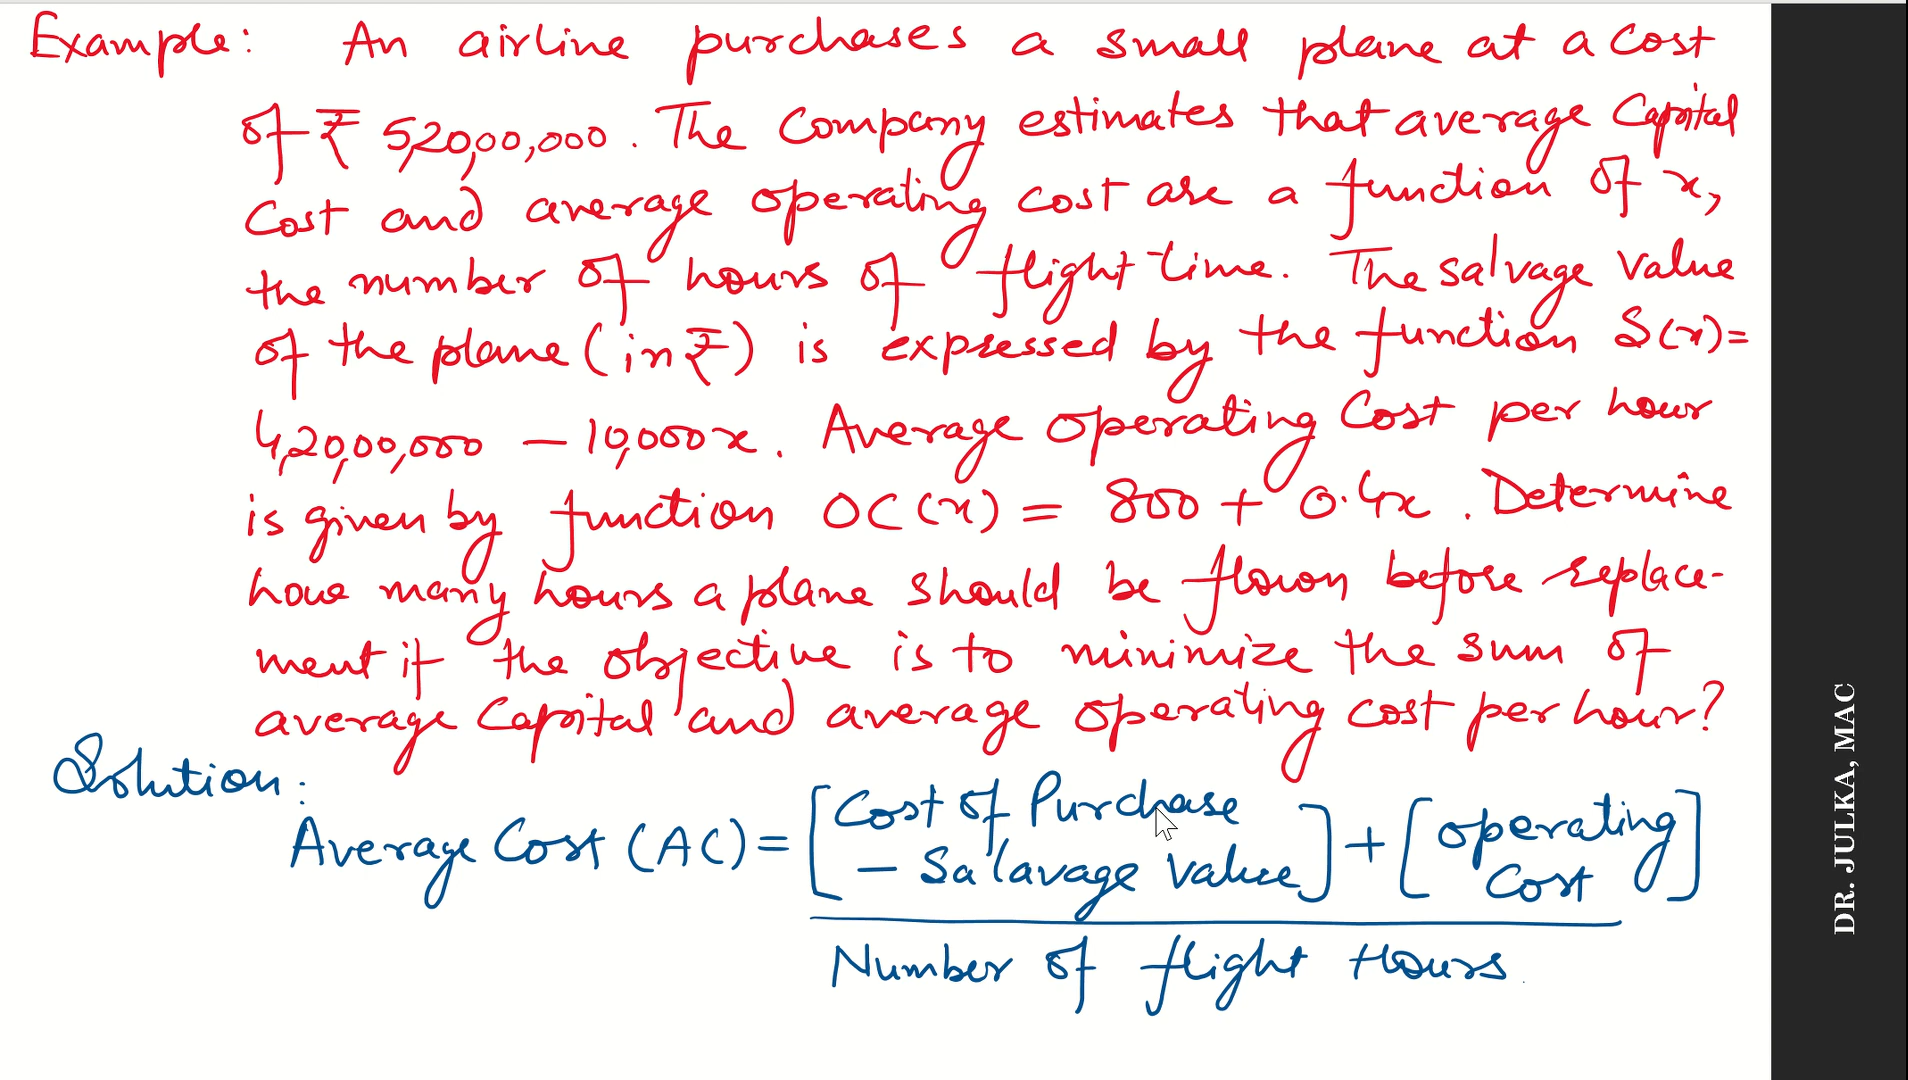 Example: An airline purchases a small plane at a cost
of ₹ 5,20,00,000. The Company estimates that average Capital
Cost and average operating cost are a function of x,
the number of hours of flight time. The salvage value
of the plane (in ₹) is expressed by the function S(x)=
4,20,00,000 - 10,000x. Average operating Cost per hour
is given by function OC(x) = 800 + 0.4x. Determine
how many hours a plane should be flown before replace-
ment if the objective is to minimize the sum of
average Capital and average operating cost per hour?
Solution:
Average Cost (AC) = [Cost of Purchase - Salavage value] + [operating Cost]
Number of flight Hours
DR. JULKA, MAC